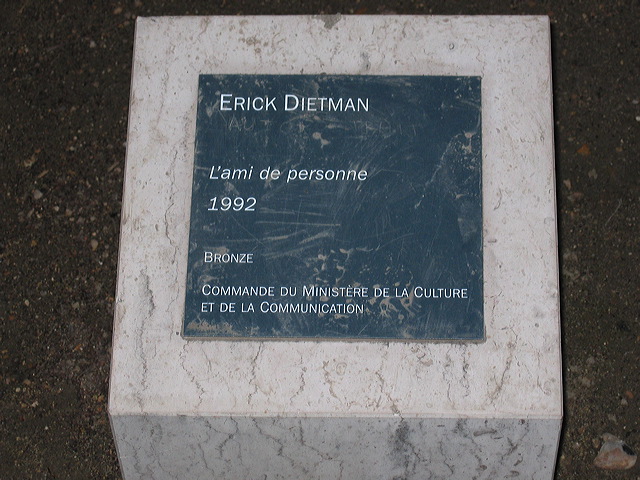 ERICK DIETMAN
L'ami de personne
1992
BRONZE
COMMANDE DU MINISTÈRE DE LA CULTURE
ET DE LA COMMUNICATION